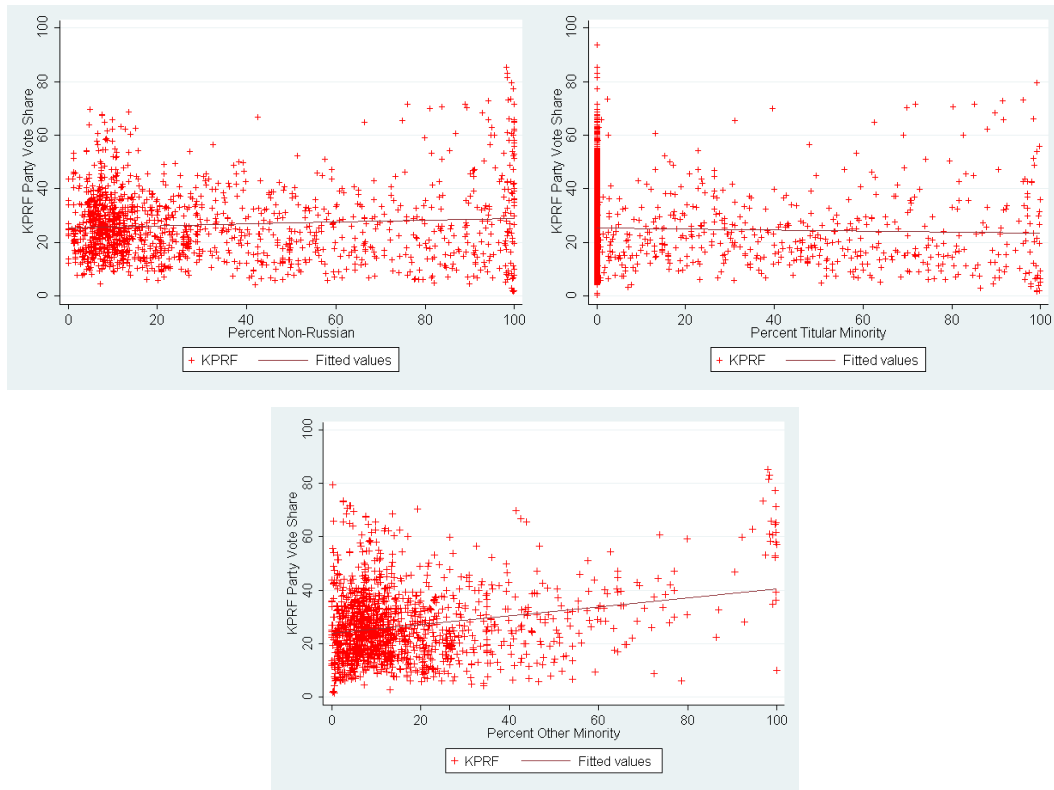 KPRF Party Vote Share
100
80
60
40
20
0
0 20 40 60 80 100
Percent Non-Russian
+ KPRF Fitted values
KPRF Party Vote Share
100
80
60
40
20
0
0 20 40 60 80 100
Percent Titular Minority
+ KPRF Fitted values
KPRF Party Vote Share
100
80
60
40
20
0
0 20 40 60 80 100
Percent Other Minority
+ KPRF Fitted values